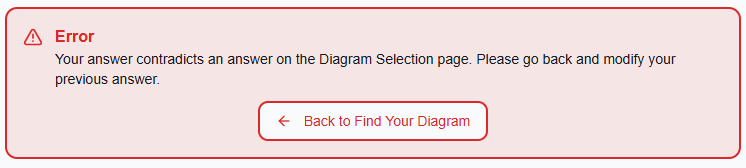 Error
Your answer contradicts an answer on the Diagram Selection page. Please go back and modify your
previous answer.
Back to Find Your Diagram